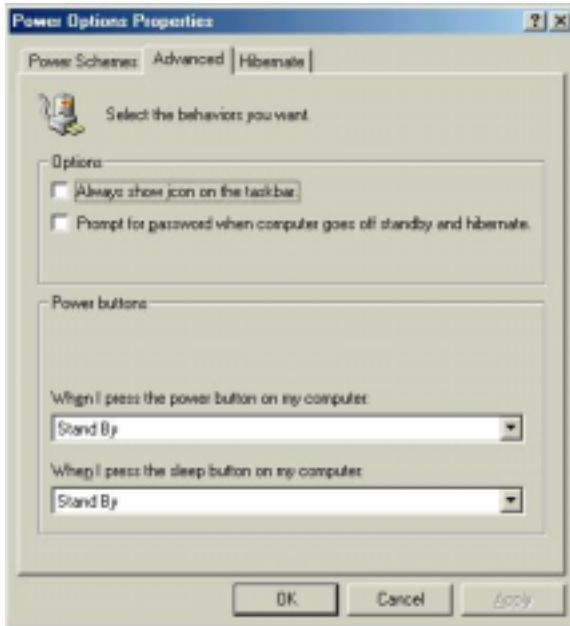 Power Options Properties
Power Schemes Advanced Hibernate
Select the behaviors you want.
Options
Always show icon on the taskbar.
Prompt for password when computer goes off standby and hibernate.
Power buttons
When I press the power button on my computer:
Stand By
When I press the sleep button on my computer:
Stand By
OK Cancel Apply